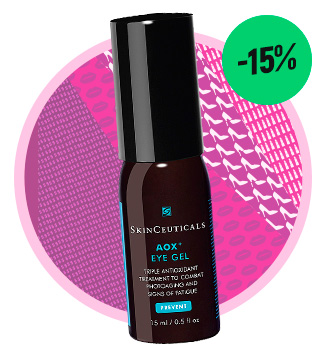 -15%
SKINCEUTICALS
AOX+
EYE GEL
TRIPLE ANTIOXIDANT
TREATMENT TO COMBAT
PHOTOAGING AND
SIGNS OF FATIGUE
PREVENT
15 ml / 0.5 fl oz